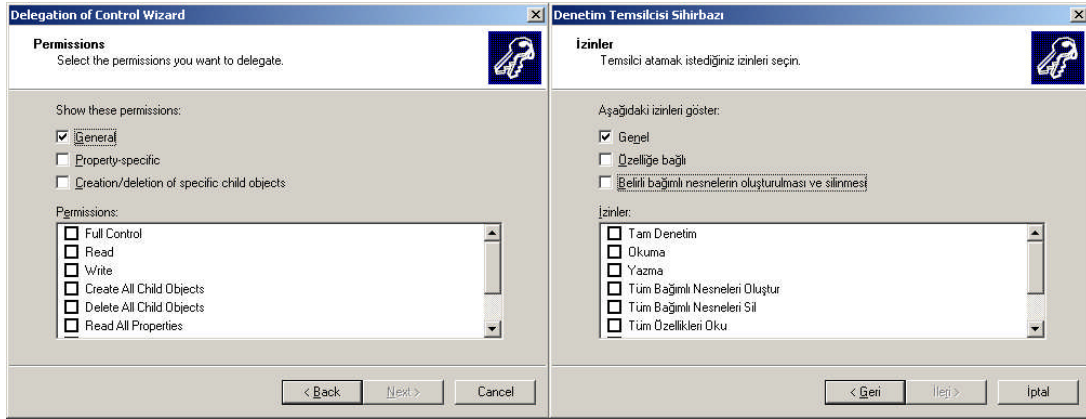 Delegation of Control Wizard
Permissions
Select the permissions you want to delegate.
Show these permissions:
General
Property-specific
Creation/deletion of specific child objects
Permissions:
Full Control
Read
Write
Create All Child Objects
Delete All Child Objects
Read All Properties
< Back
Next >
Cancel
Denetim Temsilcisi Sihirbazı
İzinler
Temsilci atamak istediğiniz izinleri seçin.
Aşağıdaki izinleri göster:
Genel
Özelliğe bağlı
Belirli bağımlı nesnelerin oluşturulması ve silinmesi
İzinler:
Tam Denetim
Okuma
Yazma
Tüm Bağımlı Nesneleri Oluştur
Tüm Bağımlı Nesneleri Sil
Tüm Özellikleri Oku
< Geri
İleri >
İptal